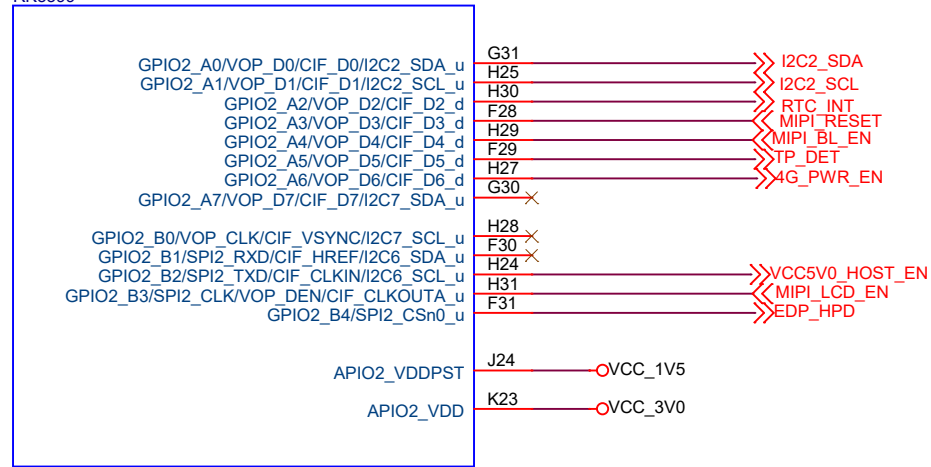 GPIO2_A0/VOP_D0/CIF_D0/I2C2_SDA_u G31 I2C2_SDA
GPIO2_A1/VOP_D1/CIF_D1/I2C2_SCL_u H25 I2C2_SCL
GPIO2_A2/VOP_D2/CIF_D2_d H30 RTC_INT
GPIO2_A3/VOP_D3/CIF_D3_d F28 MIPI_RESET
GPIO2_A4/VOP_D4/CIF_D4_d H29 MIPI_BL_EN
GPIO2_A5/VOP_D5/CIF_D5_d F29 TP_DET
GPIO2_A6/VOP_D6/CIF_D6_d H27 4G_PWR_EN
GPIO2_A7/VOP_D7/CIF_D7/I2C7_SDA_u G30
GPIO2_B0/VOP_CLK/CIF_VSYNC/I2C7_SCL_u H28
GPIO2_B1/SPI2_RXD/CIF_HREF/I2C6_SDA_u F30
GPIO2_B2/SPI2_TXD/CIF_CLKIN/I2C6_SCL_u H24 VCC5V0_HOST_EN
GPIO2_B3/SPI2_CLK/VOP_DEN/CIF_CLKOUTA_u H31 MIPI_LCD_EN
GPIO2_B4/SPI2_CSn0_u F31 EDP_HPD
APIO2_VDDPST J24 VCC_1V5
APIO2_VDD K23 VCC_3V0